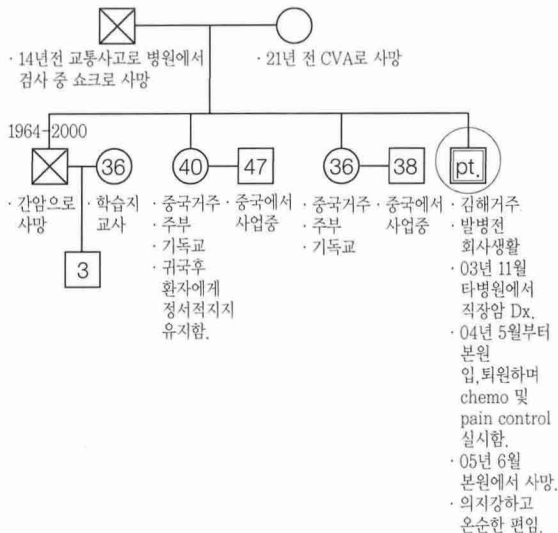 · 14년전 교통사고로 병원에서
검사 중 쇼크로 사망
· 21년 전 CVA로 사망
1964-2000
36
40
47
36
38
pt.
· 간암으로
사망
· 학습지
교사
3
· 중국거주
· 주부
· 기독교
· 귀국후
환자에게
정서적지지
유지함.
· 중국에서
사업중
· 중국거주
· 주부
· 기독교
· 중국에서
사업중
· 김해거주
· 발병전
회사생활
· 03년 11월
타병원에서
직장암 Dx.
· 04년 5월부터
본원
입,퇴원하며
chemo 및
pain control
실시함.
· 05년 6월
본원에서 사망.
· 의지강하고
온순한 편임.